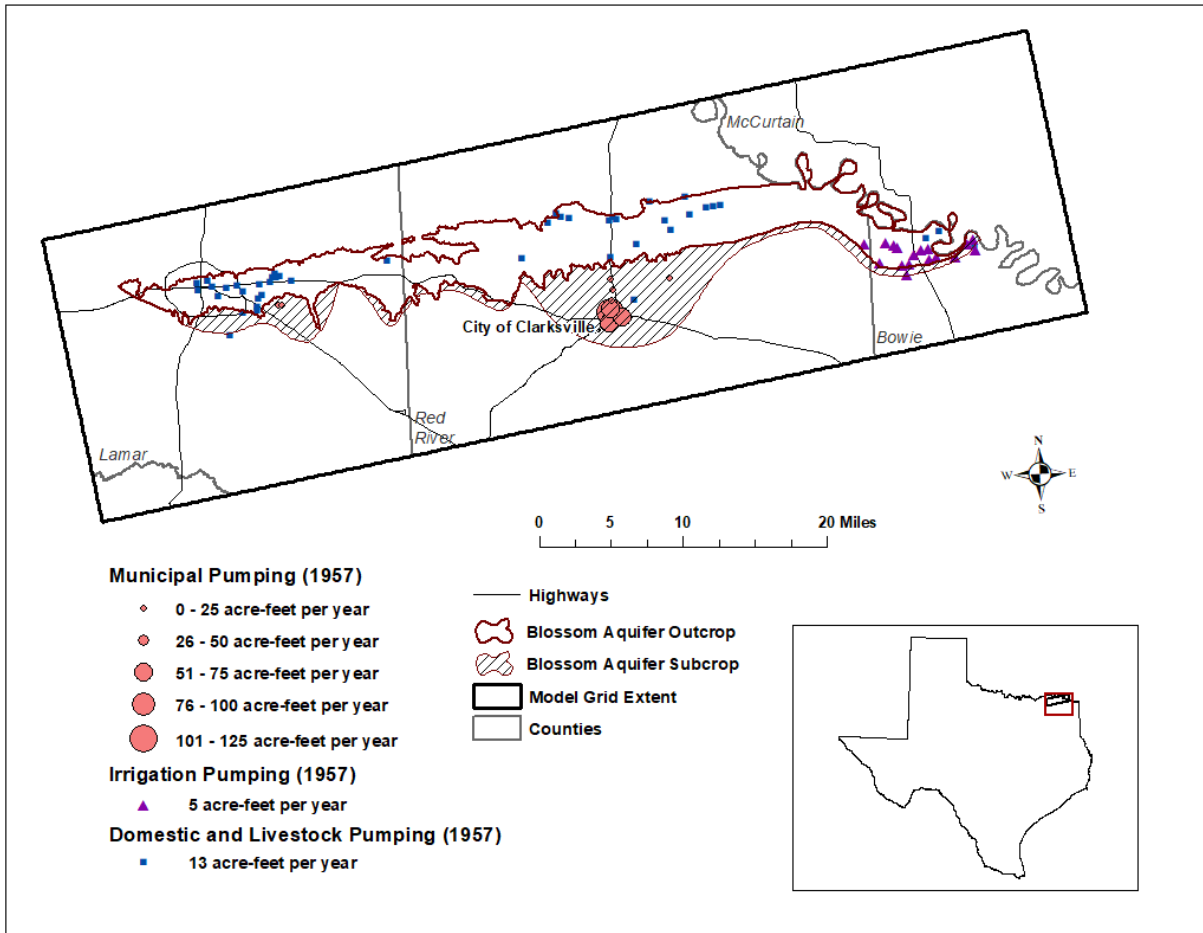 McCurtain
City of Clarksville
Bowie
Red
River
Lamar
N
W E
S
0 5 10 20 Miles
Municipal Pumping (1957)
0 - 25 acre-feet per year
26 - 50 acre-feet per year
51 - 75 acre-feet per year
76 - 100 acre-feet per year
101 - 125 acre-feet per year
Irrigation Pumping (1957)
5 acre-feet per year
Domestic and Livestock Pumping (1957)
13 acre-feet per year
Highways
Blossom Aquifer Outcrop
Blossom Aquifer Subcrop
Model Grid Extent
Counties